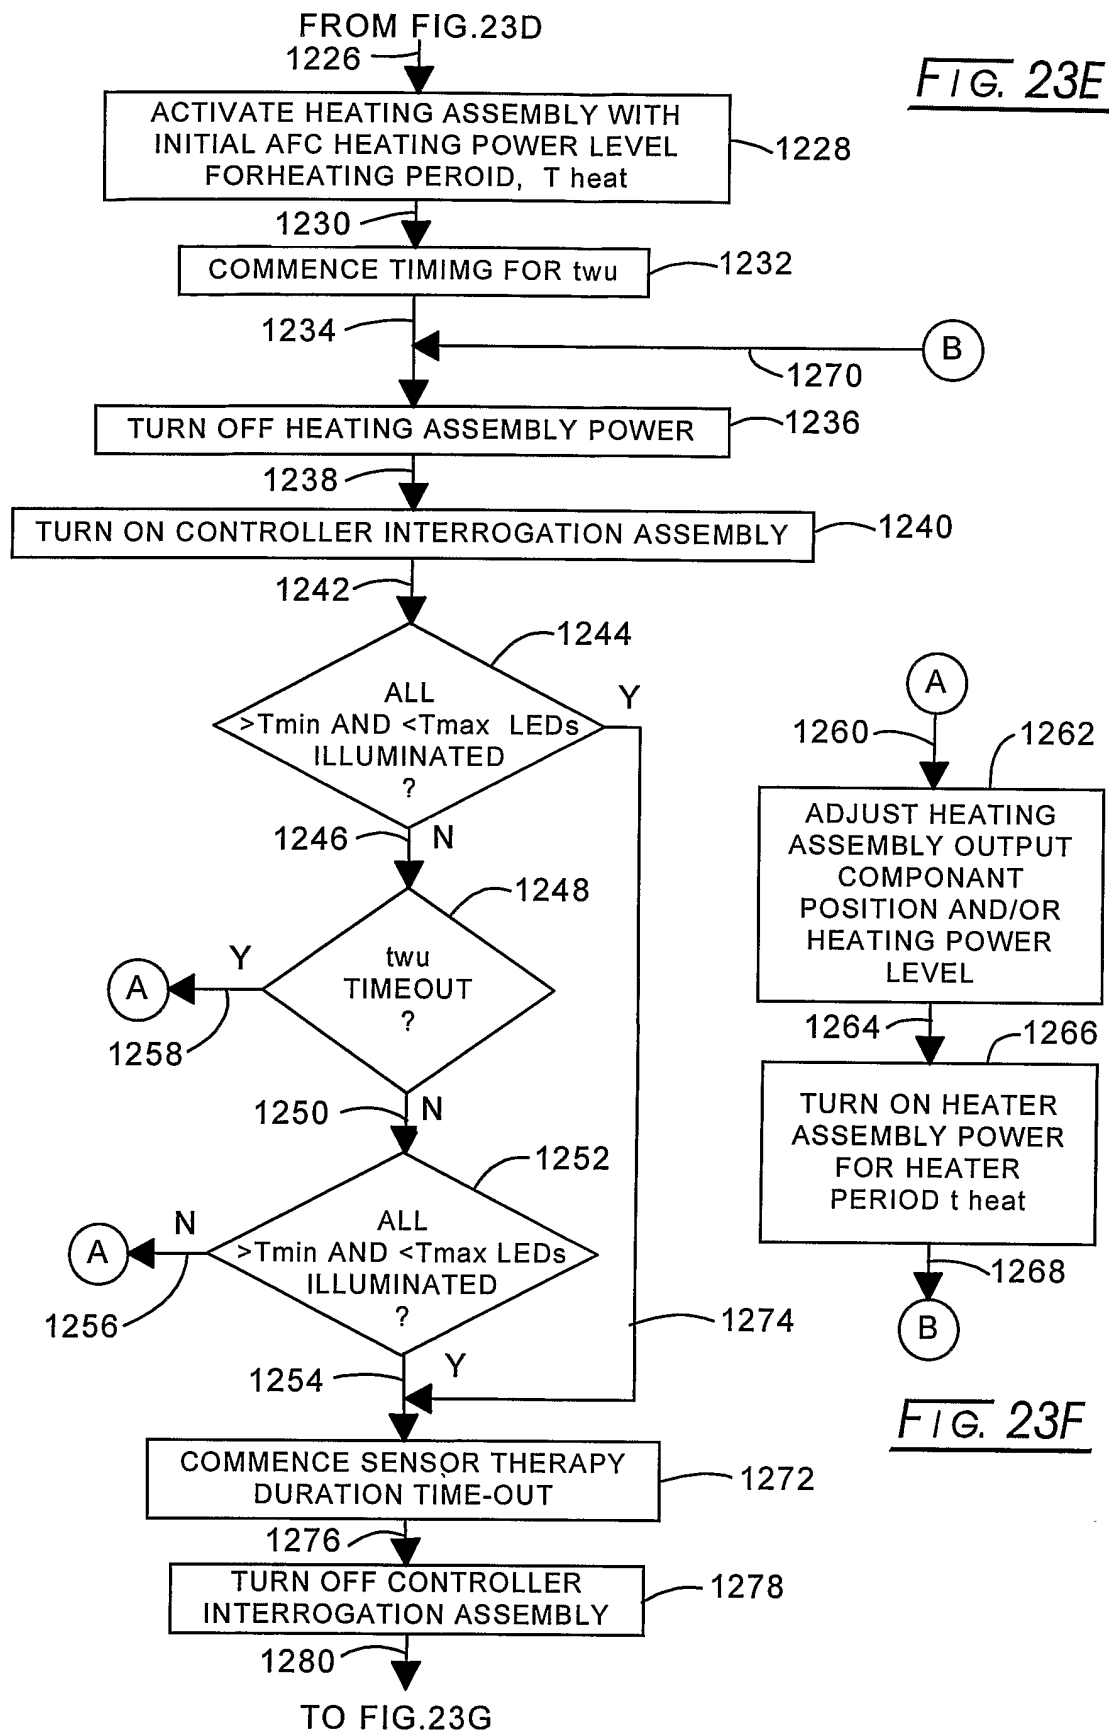 FROM FIG.23D
1226
FIG. 23E
ACTIVATE HEATING ASSEMBLY WITH
INITIAL AFC HEATING POWER LEVEL
FORHEATING PEROID, T heat
1228
1230
COMMENCE TIMIMG FOR twu
1232
1234
B
1270
TURN OFF HEATING ASSEMBLY POWER
1236
1238
TURN ON CONTROLLER INTERROGATION ASSEMBLY
1240
1242
1244
ALL
>Tmin AND <Tmax LEDs
ILLUMINATED
?
Y
1246
N
1248
twu
TIMEOUT
?
Y
A
1258
1250
N
1252
ALL
>Tmin AND <Tmax LEDs
ILLUMINATED
?
N
A
1256
1274
1254
Y
COMMENCE SENSOR THERAPY
DURATION TIME-OUT
1272
1276
TURN OFF CONTROLLER
INTERROGATION ASSEMBLY
1278
1280
TO FIG.23G
A
1260
1262
ADJUST HEATING
ASSEMBLY OUTPUT
COMPONANT
POSITION AND/OR
HEATING POWER
LEVEL
1264
1266
TURN ON HEATER
ASSEMBLY POWER
FOR HEATER
PERIOD t heat
1268
B
FIG. 23F